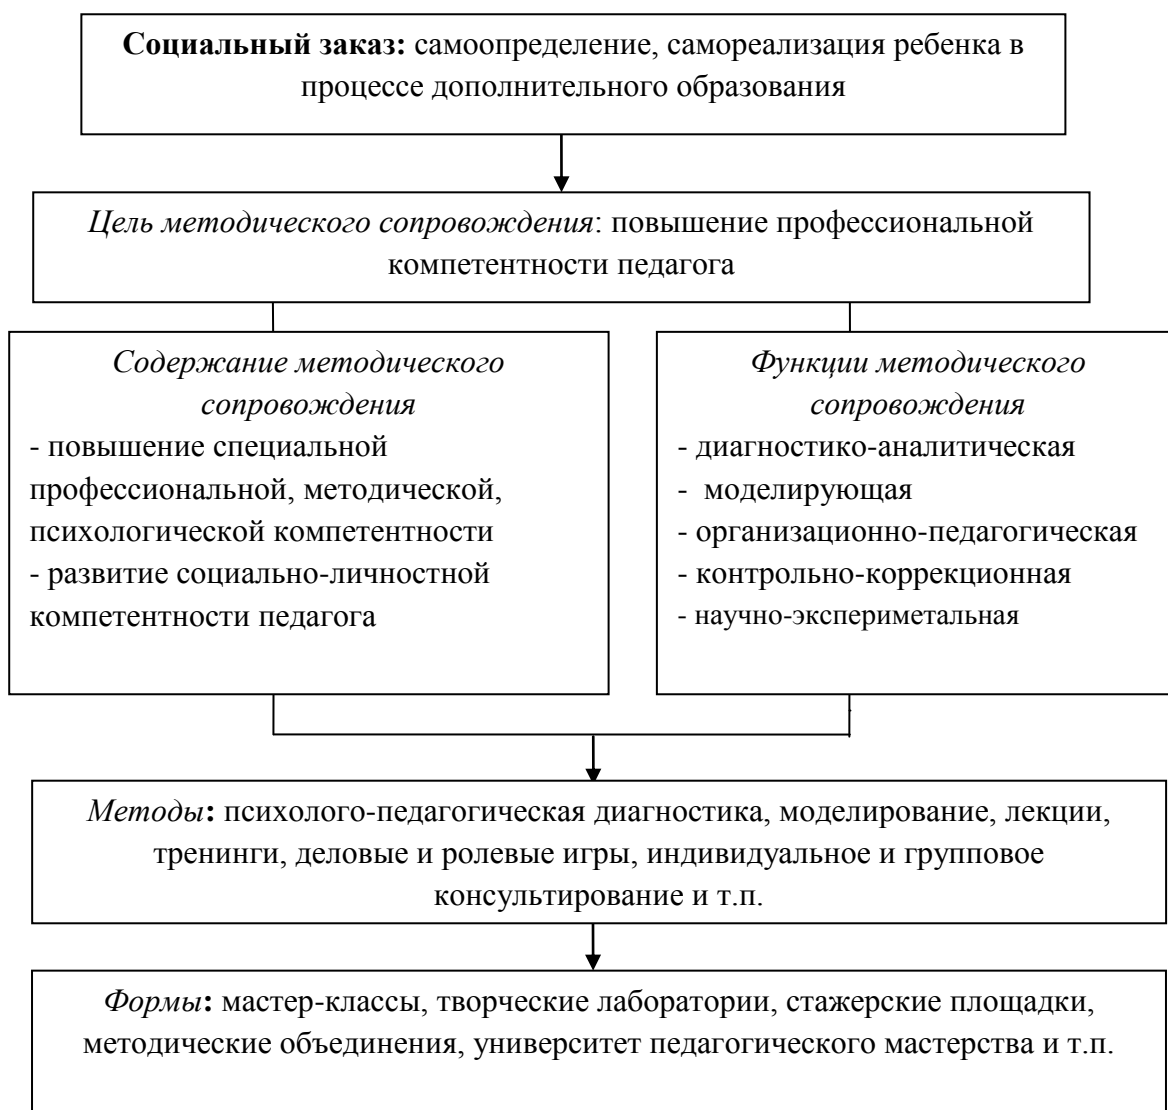 Социальный заказ: самоопределение, самореализация ребенка в
процессе дополнительного образования
Цель методического сопровождения: повышение профессиональной
компетентности педагога
Содержание методического
сопровождения
- повышение специальной
профессиональной, методической,
психологической компетентности
- развитие социально-личностной
компетентности педагога
Функции методического
сопровождения
- диагностико-аналитическая
- моделирующая
- организационно-педагогическая
- контрольно-коррекционная
- научно-экспериметальная
Методы: психолого-педагогическая диагностика, моделирование, лекции,
тренинги, деловые и ролевые игры, индивидуальное и групповое
консультирование и т.п.
Формы: мастер-классы, творческие лаборатории, стажерские площадки,
методические объединения, университет педагогического мастерства и т.п.